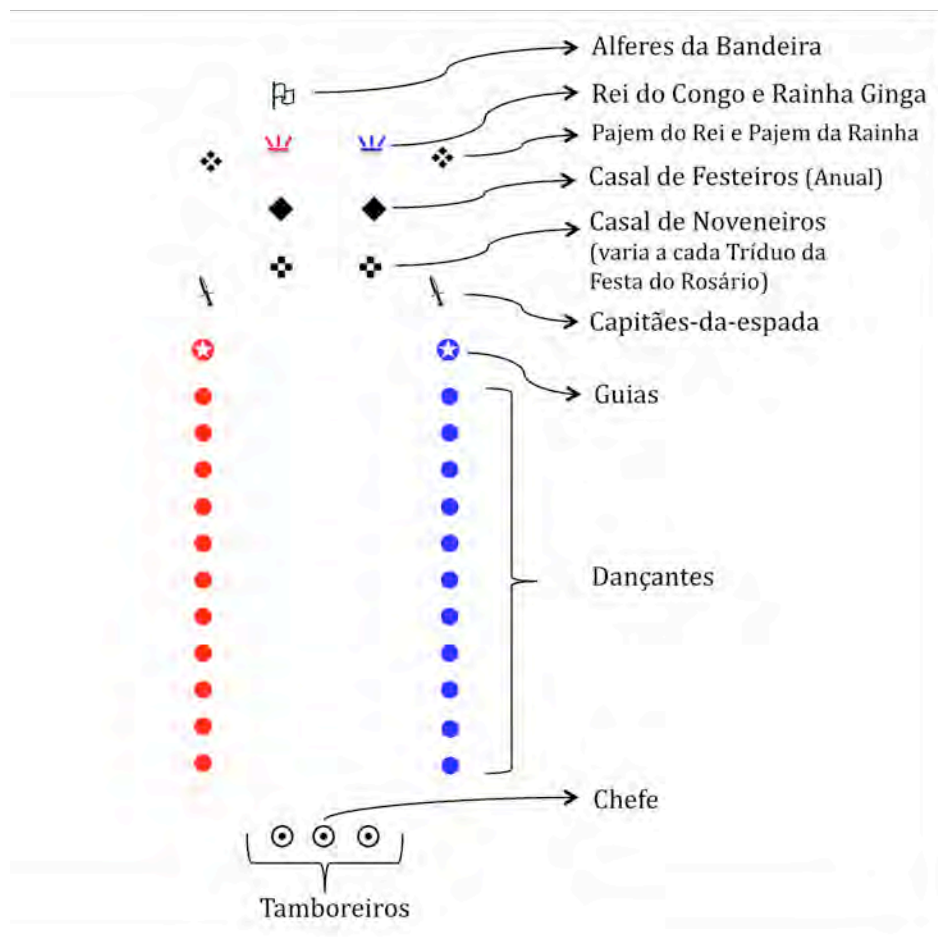 Alferes da Bandeira
Rei do Congo e Rainha Ginga
Pajem do Rei e Pajem da Rainha
Casal de Festeiros (Anual)
Casal de Noveneiros
(varia a cada Tríduo da
Festa do Rosário)
Capitães-da-espada
Guias
Dançantes
Chefe
Tamboreiros